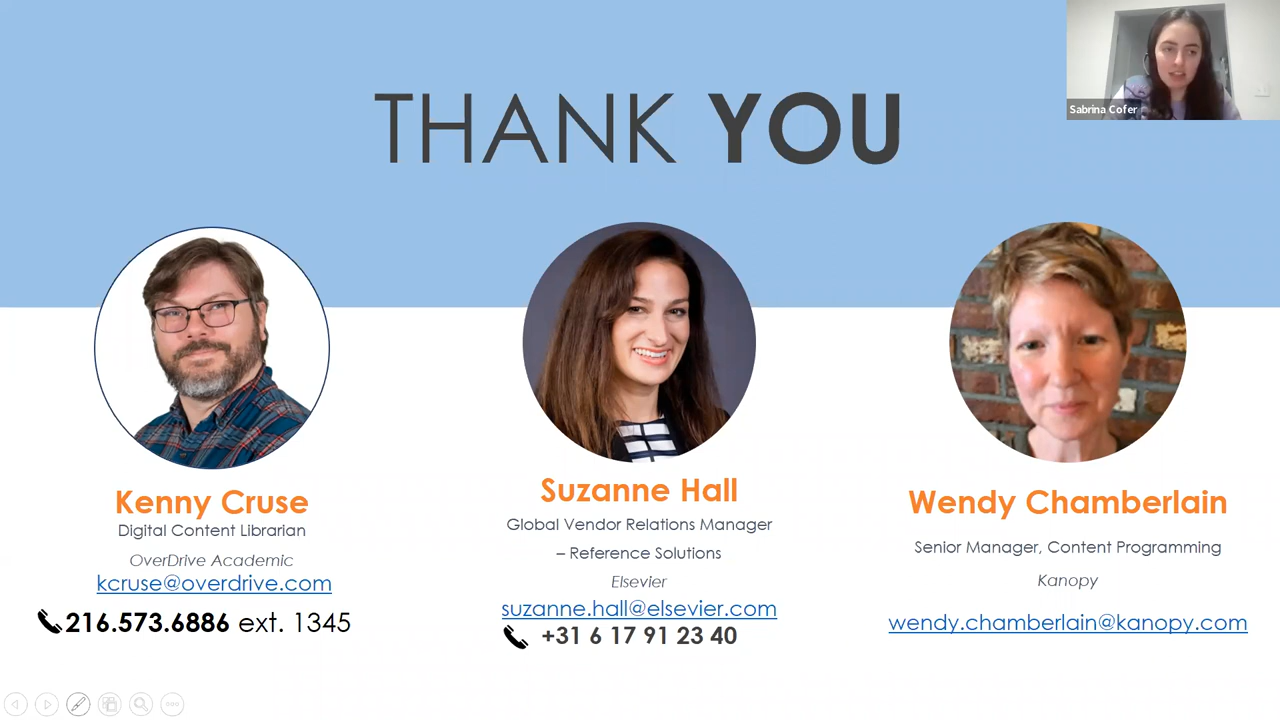 Sabrina Cofer
THANK YOU
Kenny Cruse
Digital Content Librarian
OverDrive Academic
kcruse@overdrive.com
216.573.6886 ext. 1345
Suzanne Hall
Global Vendor Relations Manager
– Reference Solutions
Elsevier
suzanne.hall@elsevier.com
+31 6 17 91 23 40
Wendy Chamberlain
Senior Manager, Content Programming
Kanopy
wendy.chamberlain@kanopy.com